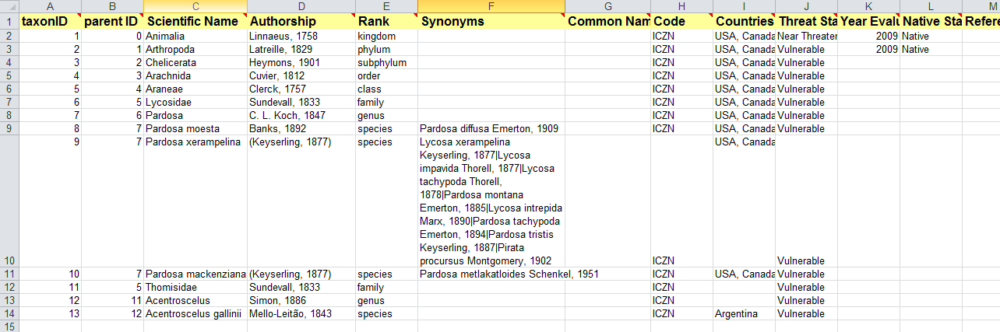 A B C D E F G H I J K L M
1 taxonID parent ID Scientific Name Authorship Rank Synonyms Common Nam Code Countries Threat Sta Year Evalu Native Sta Refere
2 1 0 Animalia Linnaeus, 1758 kingdom ICZN USA, Canada Near Threater 2009 Native
3 2 1 Arthropoda Latreille, 1829 phylum ICZN USA, Canada Vulnerable 2009 Native
4 3 2 Chelicerata Heymons, 1901 subphylum ICZN USA, Canada Vulnerable
5 4 3 Arachnida Cuvier, 1812 order ICZN USA, Canada Vulnerable
6 5 4 Araneae Clerck, 1757 class ICZN USA, Canada Vulnerable
7 6 5 Lycosidae Sundevall, 1833 family ICZN USA, Canada Vulnerable
8 7 6 Pardosa C. L. Koch, 1847 genus ICZN USA, Canada Vulnerable
9 8 7 Pardosa moesta Banks, 1892 species Pardosa diffusa Emerton, 1909 ICZN USA, Canada Vulnerable
9 7 Pardosa xerampelina (Keyserling, 1877) species Lycosa xerampelina USA, Canada
Keyserling, 1877|Lycosa
impavida Thorell, 1877|Lycosa
tachypoda Thorell,
1878|Pardosa montana
Emerton, 1885|Lycosa intrepida
Marx, 1890|Pardosa tachypoda
Emerton, 1894|Pardosa tristis
Keyserling, 1887|Pirata
10 procursus Montgomery, 1902 ICZN Vulnerable
11 10 7 Pardosa mackenziana (Keyserling, 1877) species Pardosa metlakatloides Schenkel, 1951 ICZN USA, Canada Vulnerable
12 11 5 Thomisidae Sundevall, 1833 family ICZN Vulnerable
13 12 11 Acentroscelus Simon, 1886 genus ICZN Vulnerable
14 13 12 Acentroscelus gallinii Mello-Leitão, 1843 species ICZN Argentina Vulnerable
15